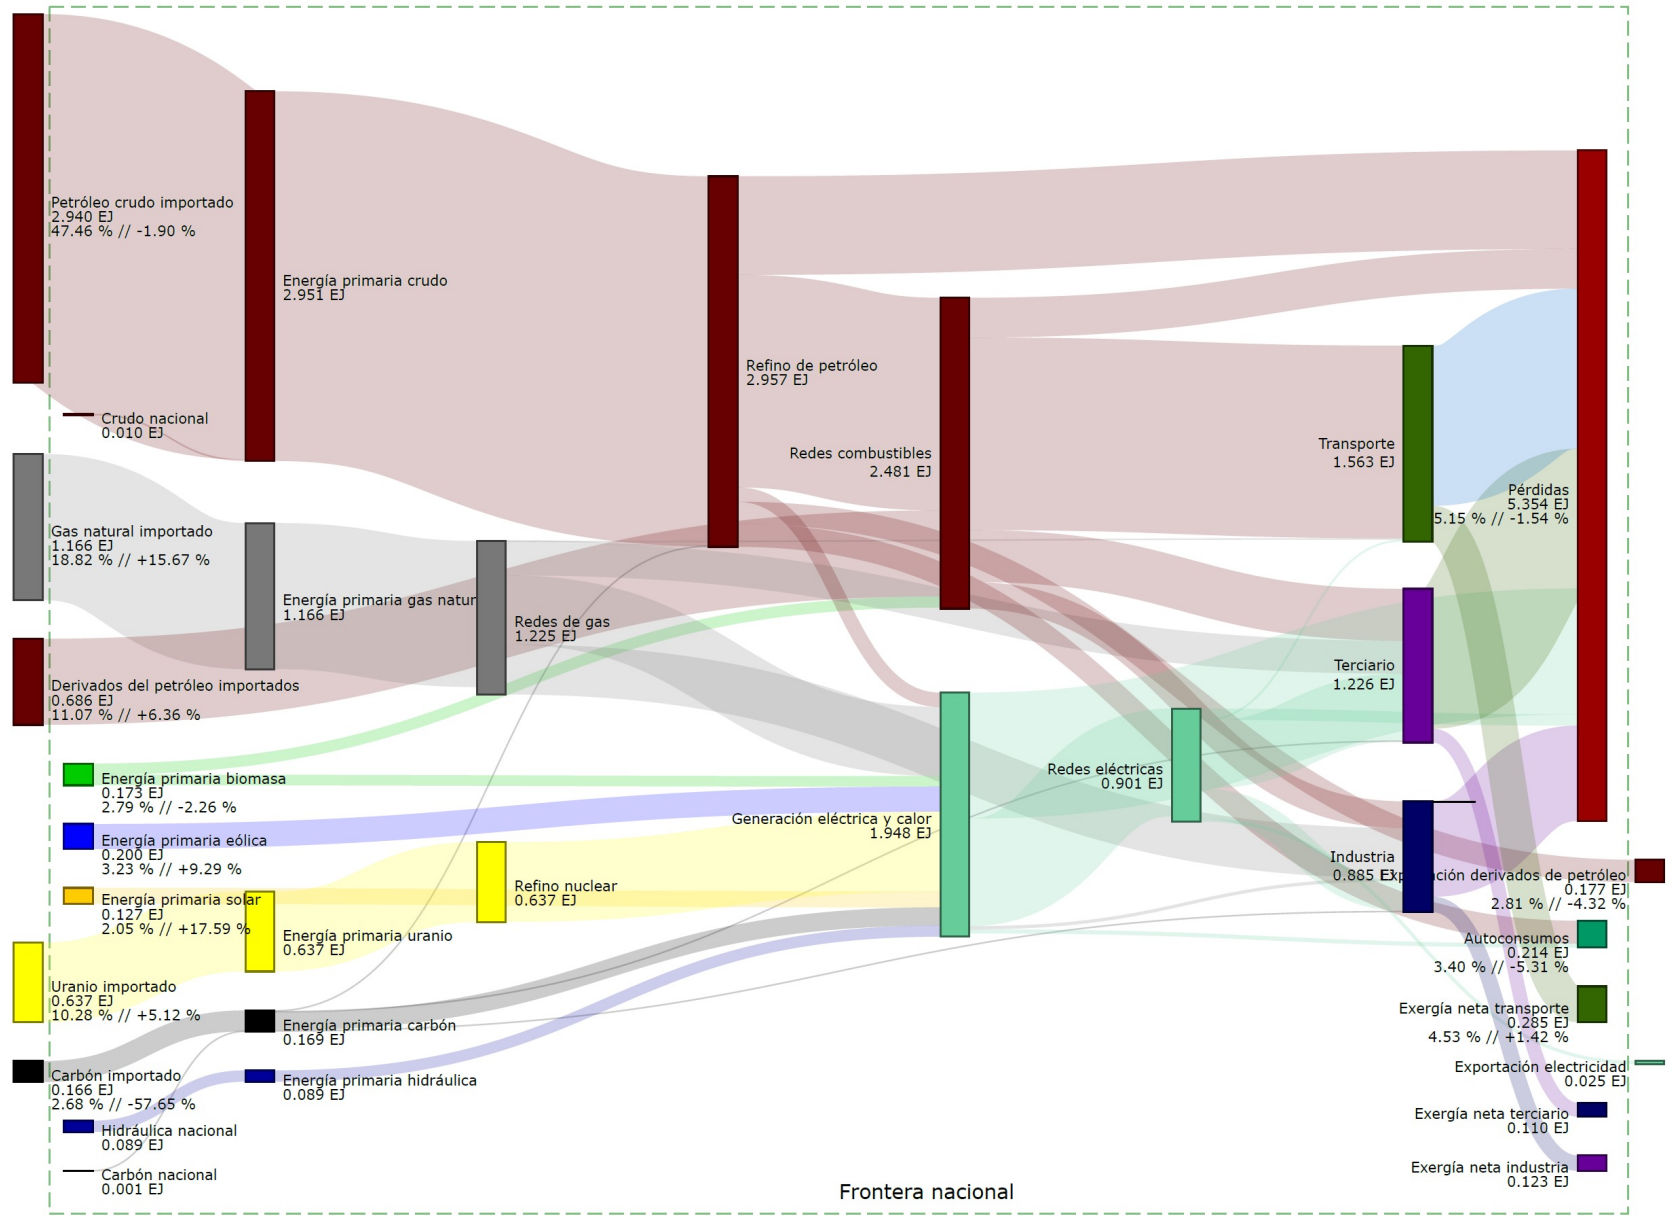 Petróleo crudo importado
2.940 EJ
47.46 % // -1.90 %
Energía primaria crudo
2.951 EJ
Crudo nacional
0.010 EJ
Refino de petróleo
2.957 EJ
Redes combustibles
2.481 EJ
Transporte
1.563 EJ
Pérdidas
5.354 EJ
5.15 % // -1.54 %
Gas natural importado
1.166 EJ
18.82 % // +15.67 %
Energía primaria gas natur
1.166 EJ
Redes de gas
1.225 EJ
Derivados del petróleo importados
0.686 EJ
11.07 % // +6.36 %
Terciario
1.226 EJ
Energía primaria biomasa
0.173 EJ
2.79 % // -2.26 %
Redes eléctricas
0.901 EJ
Generación eléctrica y calor
1.948 EJ
Energía primaria eólica
0.200 EJ
3.23 % // +9.29 %
Industria
0.885 EJ
ación derivados de petróleo
0.177 EJ
2.81 % // -4.32 %
Refino nuclear
0.637 EJ
Energía primaria solar
0.127 EJ
2.05 % // +17.59 %
Energía primaria uranio
0.637 EJ
Autoconsumos
0.214 EJ
3.40 % // -5.31 %
Uranio importado
0.637 EJ
10.28 % // +5.12 %
Energía primaria carbón
0.169 EJ
Exergía neta transporte
0.285 EJ
4.53 % // +1.42 %
Carbón importado
0.166 EJ
2.68 % // -57.65 %
Energía primaria hidráulica
0.089 EJ
Exportación electricidad
0.025 EJ
Hidráulica nacional
0.089 EJ
Exergía neta terciario
0.110 EJ
Carbón nacional
0.001 EJ
Exergía neta industria
0.123 EJ
Frontera nacional